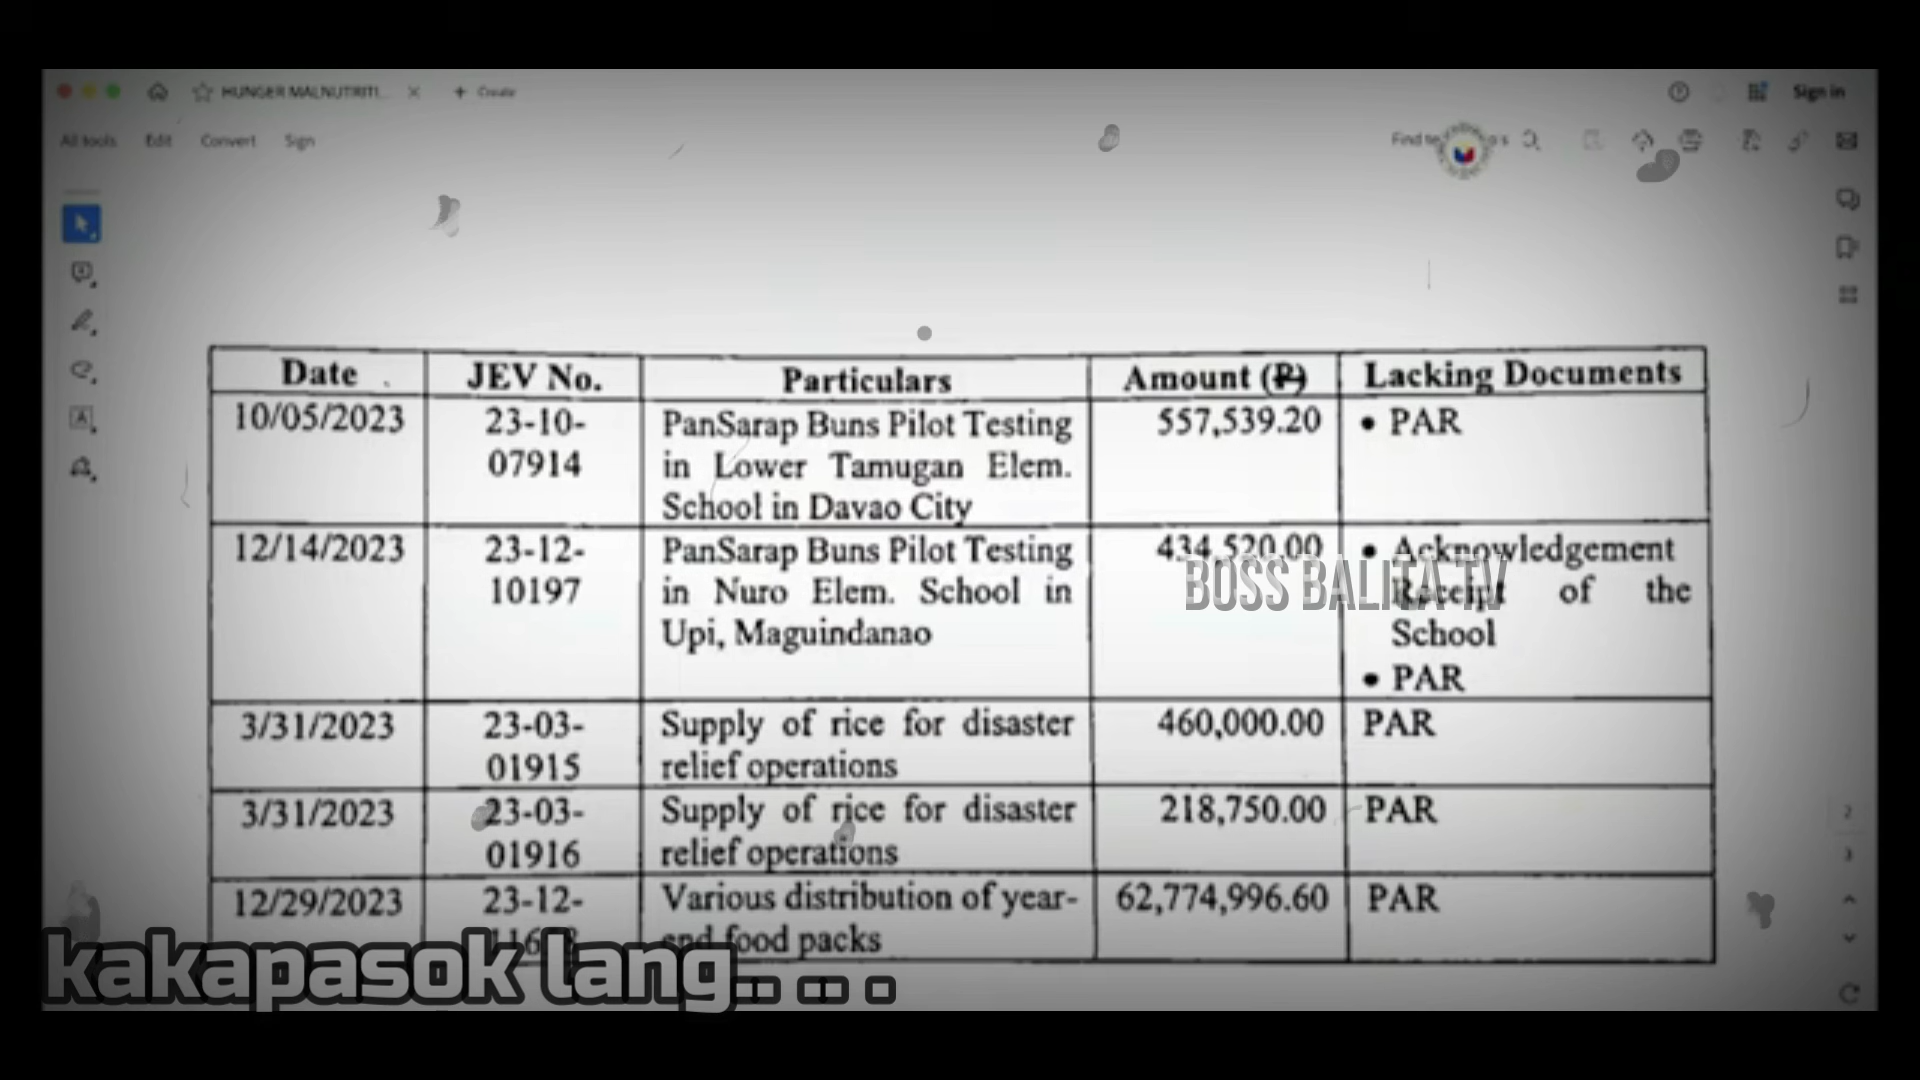 HUNGER MALNUTRITI...
+ Create
Sign in
All tools
Edit
Convert
Sign
Date
JEV No.
Particulars
Amount (₱)
Lacking Documents
10/05/2023
23-10-
07914
PanSarap Buns Pilot Testing
in Lower Tamugan Elem.
School in Davao City
557,539.20
• PAR
12/14/2023
23-12-
10197
PanSarap Buns Pilot Testing
in Nuro Elem. School in
Upi, Maguindanao
434,520.00
• Acknowledgement
Receipt of the
School
• PAR
BOSS BALITA TV
3/31/2023
23-03-
01915
Supply of rice for disaster
relief operations
460,000.00
PAR
3/31/2023
23-03-
01916
Supply of rice for disaster
relief operations
218,750.00
PAR
12/29/2023
23-12-
Various distribution of year-
end food packs
62,774,996.60
PAR
kakapasok lang.. . .
2
3